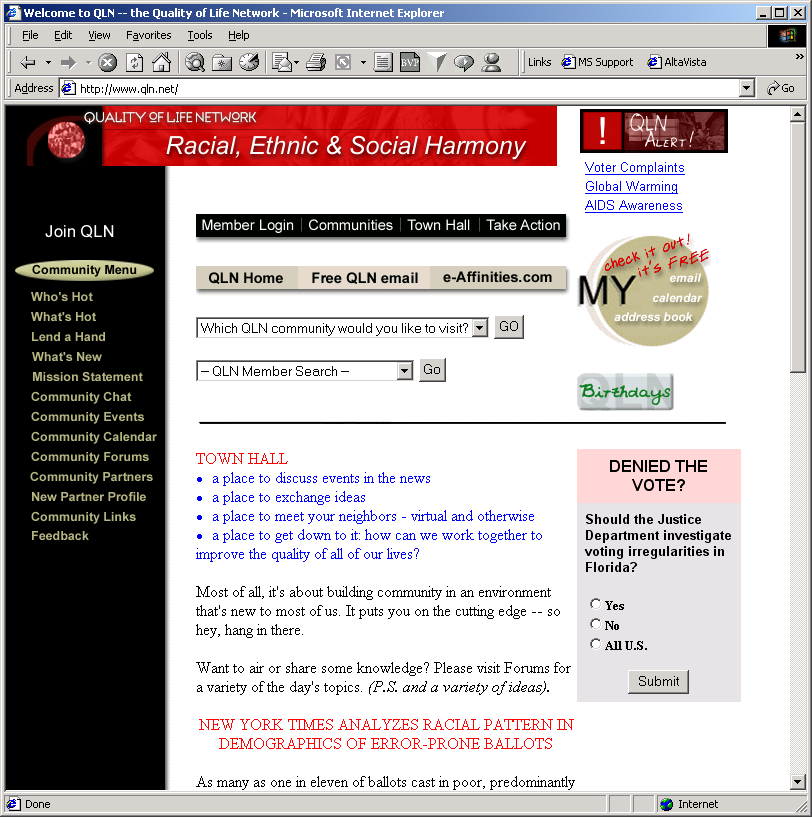 Welcome to QLN -- the Quality of Life Network - Microsoft Internet Explorer
File Edit View Favorites Tools Help
BVP Links MS Support AltaVista
Address http://www.qln.net/ Go
QUALITY OF LIFE NETWORK
Racial, Ethnic & Social Harmony
! QLN ALERT!
Voter Complaints
Global Warming
AIDS Awareness
Join QLN
Member Login Communities Town Hall Take Action
Community Menu
QLN Home Free QLN email e-Affinities.com
check it out!
it's FREE
MY
email
calendar
address book
Who's Hot
What's Hot
Lend a Hand
What's New
Mission Statement
Community Chat
Community Events
Community Calendar
Community Forums
Community Partners
New Partner Profile
Community Links
Feedback
Which QLN community would you like to visit? GO
-- QLN Member Search -- Go
QLN
Birthdays
TOWN HALL
• a place to discuss events in the news
• a place to exchange ideas
• a place to meet your neighbors - virtual and otherwise
• a place to get down to it: how can we work together to
improve the quality of all of our lives?
Most of all, it's about building community in an environment
that's new to most of us. It puts you on the cutting edge -- so
hey, hang in there.
Want to air or share some knowledge? Please visit Forums for
a variety of the day's topics. (P.S. and a variety of ideas).
NEW YORK TIMES ANALYZES RACIAL PATTERN IN
DEMOGRAPHICS OF ERROR-PRONE BALLOTS
As many as one in eleven of ballots cast in poor, predominantly
DENIED THE
VOTE?
Should the Justice
Department investigate
voting irregularities in
Florida?
Yes
No
All U.S.
Submit
Done Internet